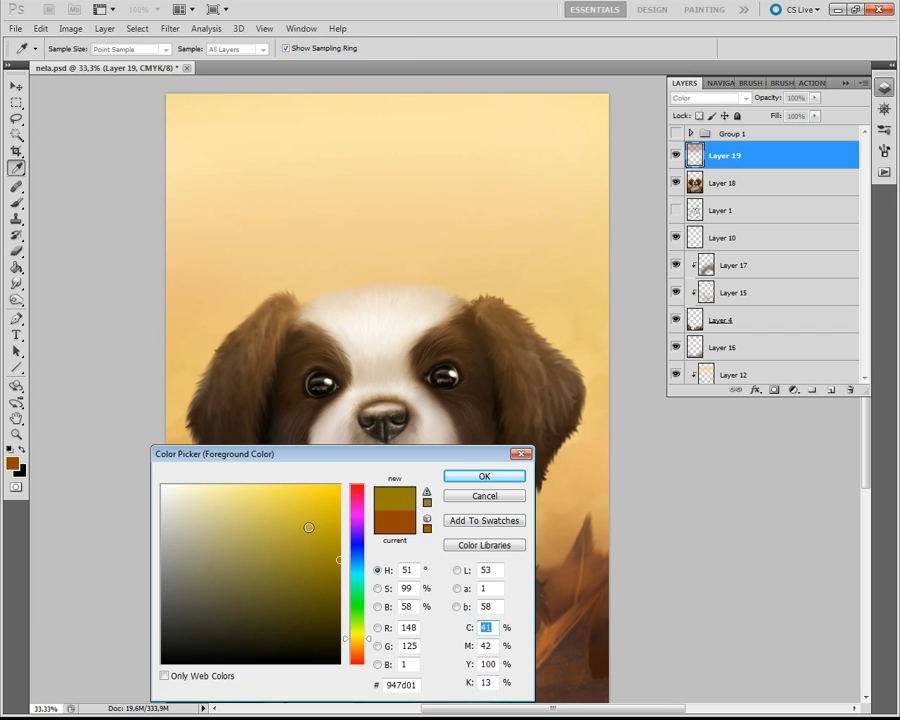 Ps Br Mb 100% ESSENTIALS DESIGN PAINTING CS Live
File Edit Image Layer Select Filter Analysis 3D View Window Help
Sample Size: Point Sample Sample: All Layers Show Sampling Ring
nela.psd @ 33,3% (Layer 19, CMYK/8) *
LAYERS NAVIGA BRUSH BRUSH ACTION
Color Opacity: 100%
Lock: Fill: 100%
Group 1
Layer 19
Layer 18
Layer 1
Layer 10
Layer 17
Layer 15
Layer 4
Layer 16
Layer 12
Color Picker (Foreground Color)
new
current
OK
Cancel
Add To Swatches
Color Libraries
H: 51 ° L: 53
S: 99 % a: 1
B: 58 % b: 58
R: 148 C: 41 %
G: 125 M: 42 %
B: 1 Y: 100 %
# 947d01 K: 13 %
Only Web Colors
33.33% Doc: 19,6M/333,9M